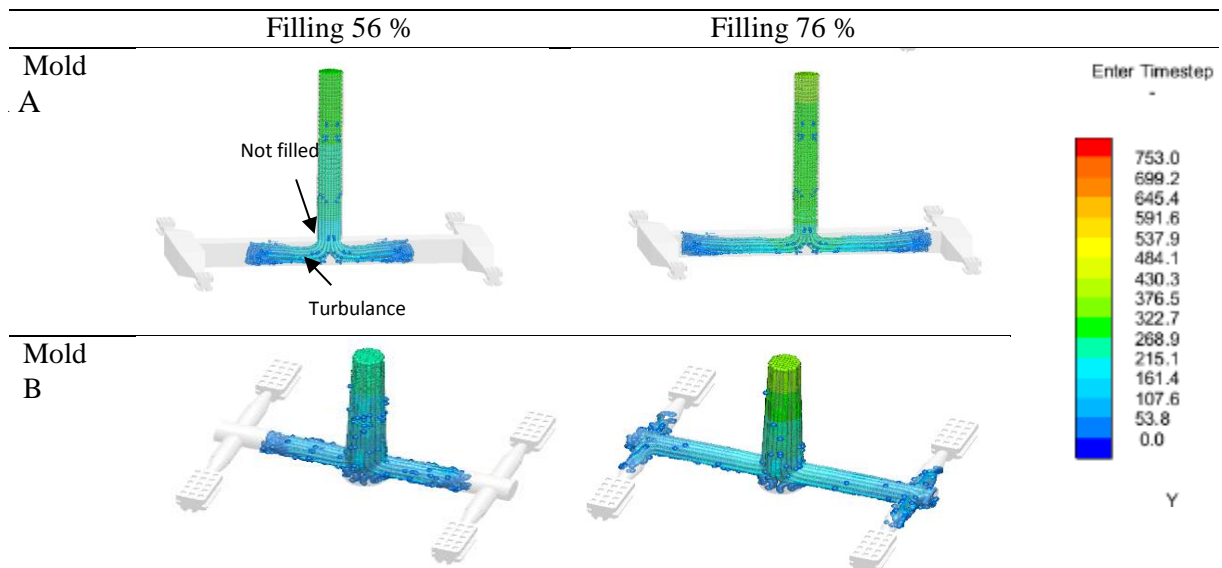 Filling 56 %
Filling 76 %
Mold
A
Not filled
Turbulance
Enter Timestep
-
753.0
699.2
645.4
591.6
537.9
484.1
430.3
376.5
322.7
268.9
215.1
161.4
107.6
53.8
0.0
Y
Mold
B